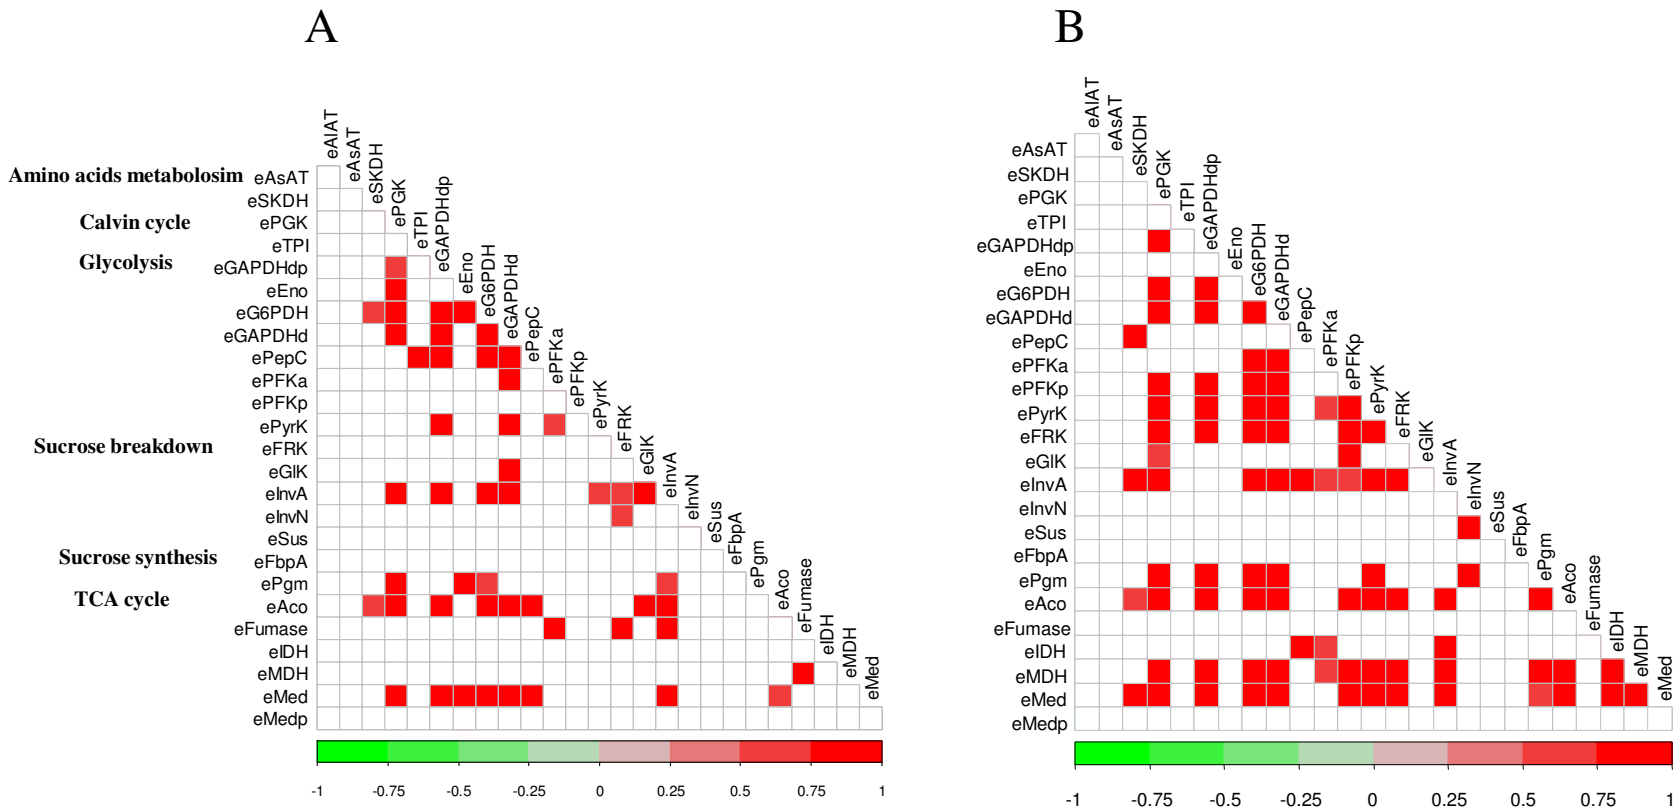 A
B
eAlAT
eAsAT
eSKDH
ePGK
eTPI
eGAPDHdp
eEno
eG6PDH
eGAPDHd
ePepC
ePFKa
ePFKp
ePyrK
eFRK
eGlK
eInvA
eInvN
eSus
eFbpA
ePgm
eAco
eFumase
eIDH
eMDH
eMed
Amino acids metabolosim
Calvin cycle
Glycolysis
Sucrose breakdown
Sucrose synthesis
TCA cycle
eAsAT
eSKDH
ePGK
eTPI
eGAPDHdp
eEno
eG6PDH
eGAPDHd
ePepC
ePFKa
ePFKp
ePyrK
eFRK
eGlK
eInvA
eInvN
eSus
eFbpA
ePgm
eAco
eFumase
eIDH
eMDH
eMed
eMedp
-1 -0.75 -0.5 -0.25 0 0.25 0.5 0.75 1
eAlAT
eAsAT
eSKDH
ePGK
eTPI
eGAPDHdp
eEno
eG6PDH
eGAPDHd
ePepC
ePFKa
ePFKp
ePyrK
eFRK
eGlK
eInvA
eInvN
eSus
eFbpA
ePgm
eAco
eFumase
eIDH
eMDH
eMed
eAsAT
eSKDH
ePGK
eTPI
eGAPDHdp
eEno
eG6PDH
eGAPDHd
ePepC
ePFKa
ePFKp
ePyrK
eFRK
eGlK
eInvA
eInvN
eSus
eFbpA
ePgm
eAco
eFumase
eIDH
eMDH
eMed
eMedp
-1 -0.75 -0.5 -0.25 0 0.25 0.5 0.75 1